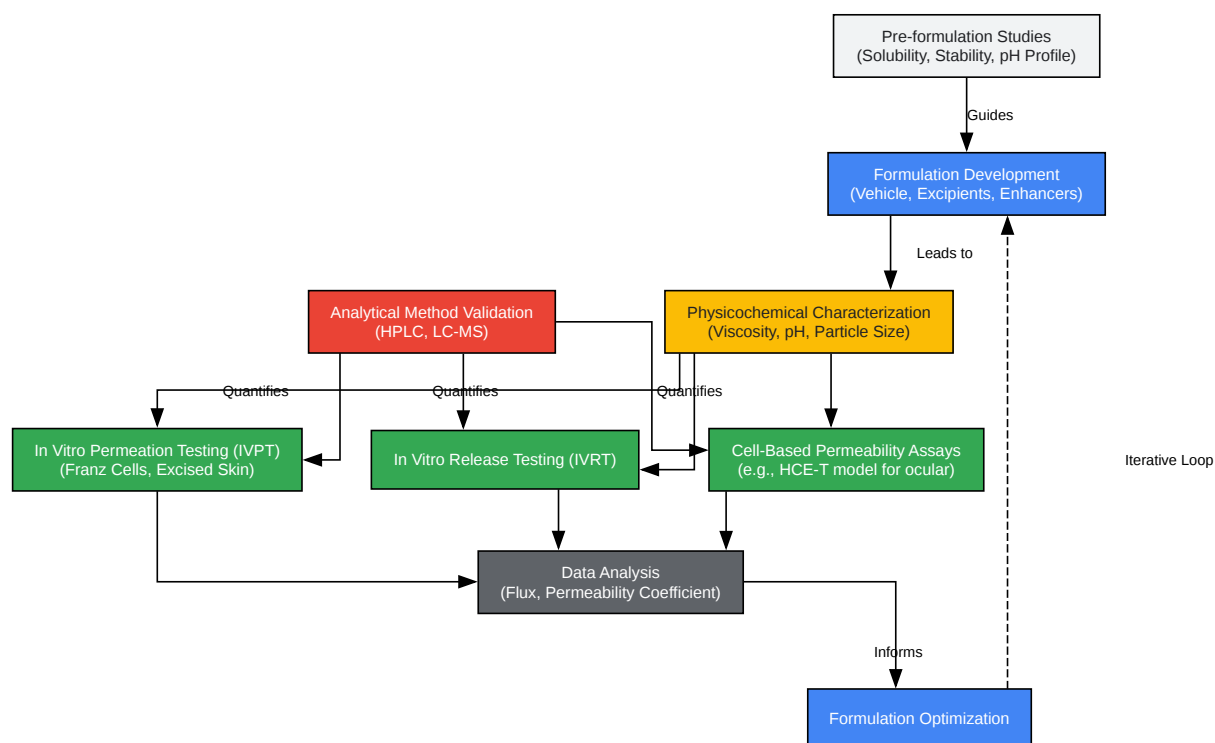 Pre-formulation Studies
(Solubility, Stability, pH Profile)
Guides
Formulation Development
(Vehicle, Excipients, Enhancers)
Leads to
Analytical Method Validation
(HPLC, LC-MS)
Physicochemical Characterization
(Viscosity, pH, Particle Size)
Quantifies
Quantifies
Quantifies
In Vitro Permeation Testing (IVPT)
(Franz Cells, Excised Skin)
In Vitro Release Testing (IVRT)
Cell-Based Permeability Assays
(e.g., HCE-T model for ocular)
Iterative Loop
Data Analysis
(Flux, Permeability Coefficient)
Informs
Formulation Optimization